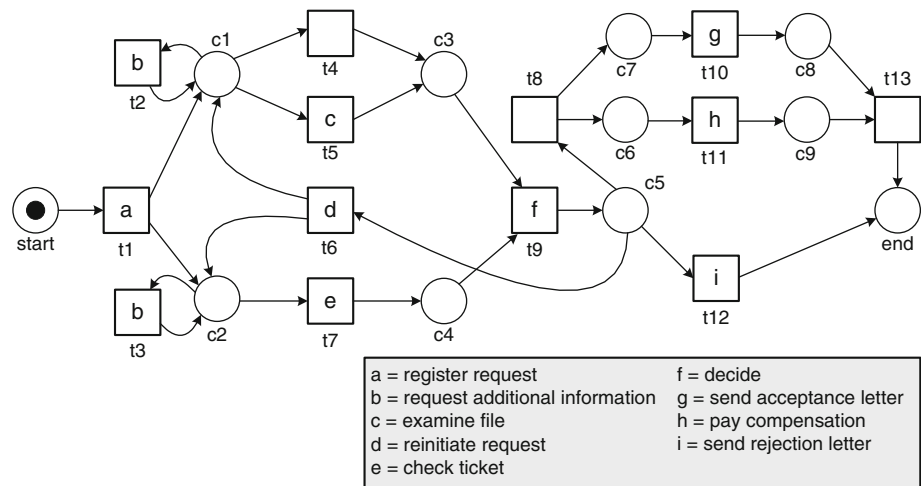 c1
c3
b
t2
t4
c
t5
start
a
t1
d
t6
b
t3
c2
e
t7
c4
f
t9
c5
t8
c7
g
t10
c8
t13
c6
h
t11
c9
i
t12
end
a = register request
b = request additional information
c = examine file
d = reinitiate request
e = check ticket
f = decide
g = send acceptance letter
h = pay compensation
i = send rejection letter